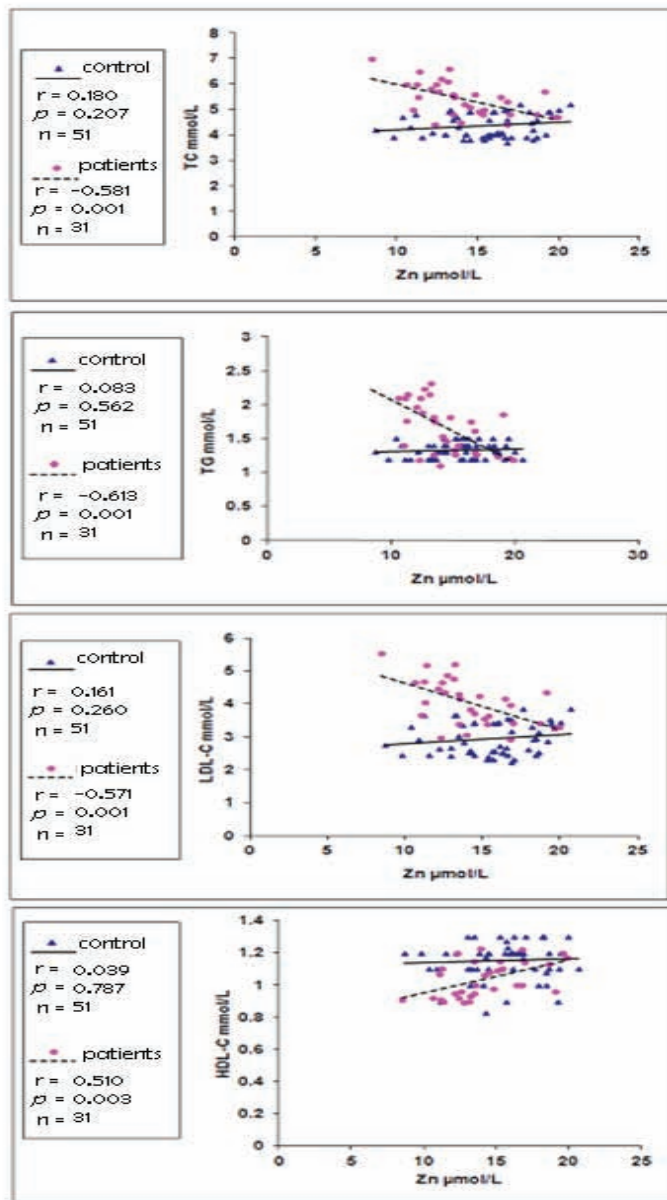 control
r = 0.180
p = 0.207
n = 51
patients
r = -0.581
p = 0.001
n = 31
TC mmol/L
8
7
6
5
4
3
2
1
0
0 5 10 15 20 25
Zn µmol/L
control
r = 0.083
p = 0.562
n = 51
patients
r = -0.613
p = 0.001
n = 31
TG mmol/L
3
2.5
2
1.5
1
0.5
0
0 10 20 30
Zn µmol/L
control
r = 0.161
p = 0.260
n = 51
patients
r = -0.571
p = 0.001
n = 31
LDL-C mmol/L
6
5
4
3
2
1
0
0 5 10 15 20 25
Zn µmol/L
control
r = 0.039
p = 0.787
n = 51
patients
r = 0.510
p = 0.003
n = 31
HDL-C mmol/L
1.4
1.2
1
0.8
0.6
0.4
0.2
0
0 5 10 15 20 25
Zn µmol/L